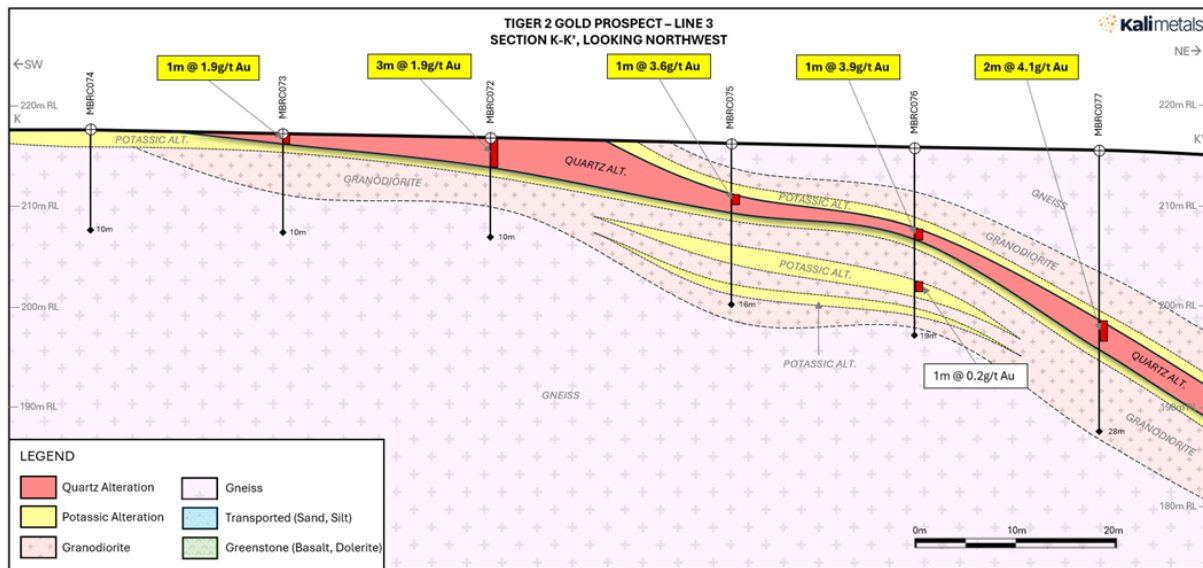 TIGER 2 GOLD PROSPECT – LINE 3
SECTION K-K’, LOOKING NORTHWEST
Kalimetals
←SW
NE→
1m @ 1.9g/t Au
3m @ 1.9g/t Au
1m @ 3.6g/t Au
1m @ 3.9g/t Au
2m @ 4.1g/t Au
MBRC074
MBRC073
MBRC072
MBRC075
MBRC076
MBRC077
220m RL
220m RL
K
K'
POTASSIC ALT.
GRANODIORITE
QUARTZ ALT.
POTASSIC ALT.
GNEISS
GRANODIORITE
210m RL
210m RL
10m
10m
10m
POTASSIC ALT.
200m RL
200m RL
16m
19m
POTASSIC ALT.
1m @ 0.2g/t Au
QUARTZ ALT.
GNEISS
190m RL
190m RL
GRANODIORITE
28m
180m RL
LEGEND
Quartz Alteration
Gneiss
Potassic Alteration
Transported (Sand, Silt)
Granodiorite
Greenstone (Basalt, Dolerite)
0m
10m
20m